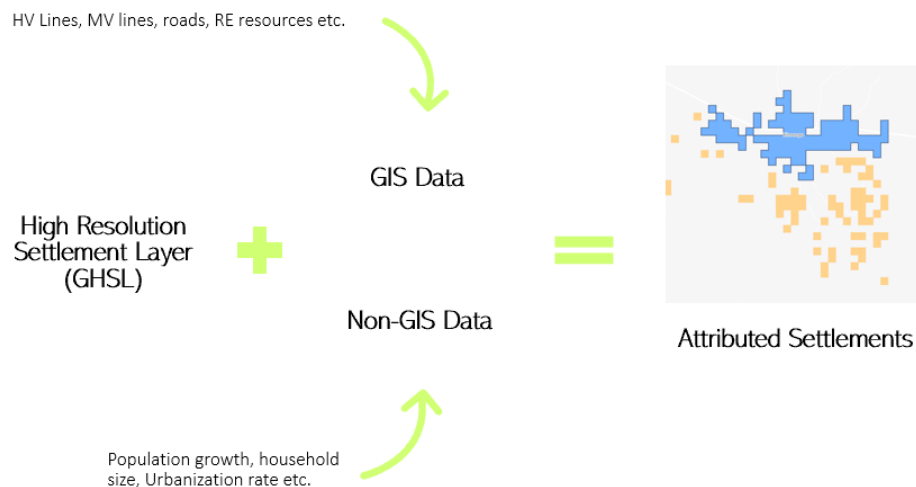 HV Lines, MV lines, roads, RE resources etc.
GIS Data
High Resolution
Settlement Layer
(GHSL)
Non-GIS Data
Attributed Settlements
Population growth, household
size, Urbanization rate etc.